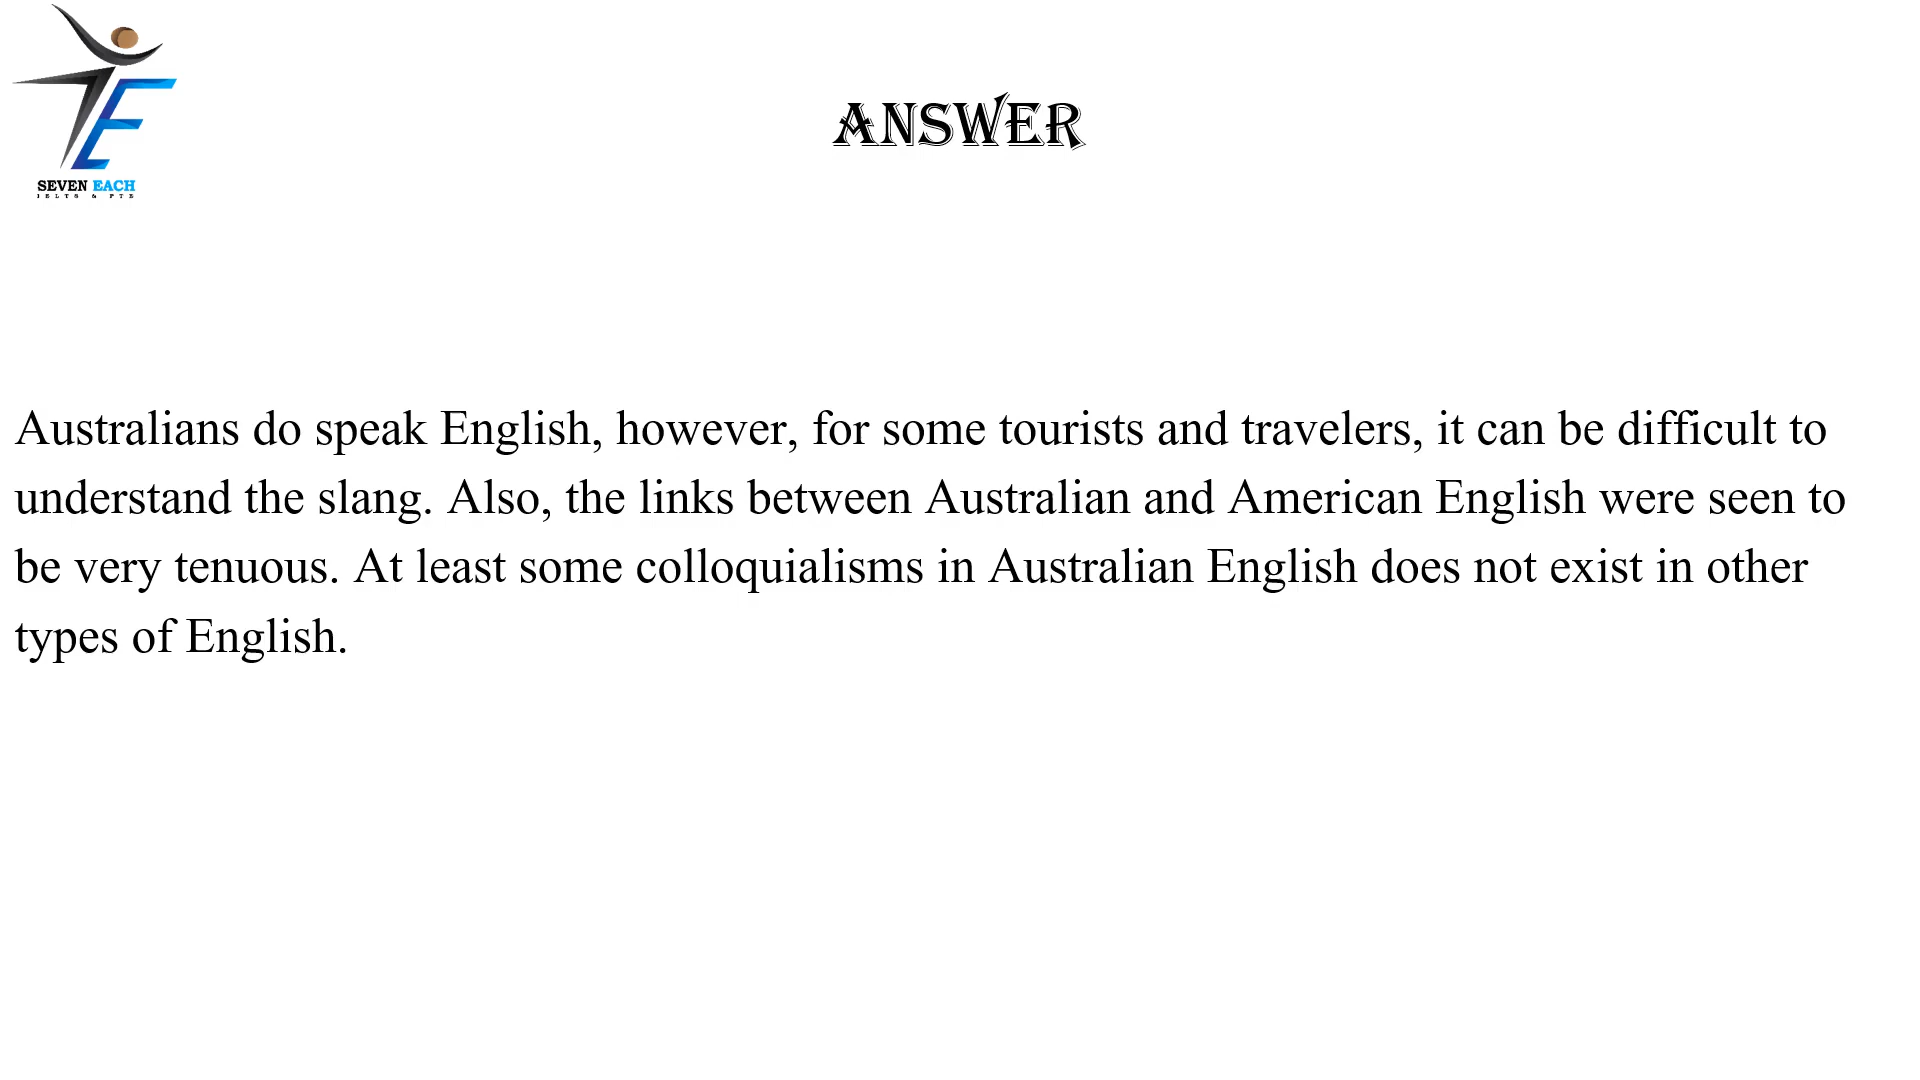 SEVEN EACH
IELTS & PTE
ANSWER
Australians do speak English, however, for some tourists and travelers, it can be difficult to
understand the slang. Also, the links between Australian and American English were seen to
be very tenuous. At least some colloquialisms in Australian English does not exist in other
types of English.